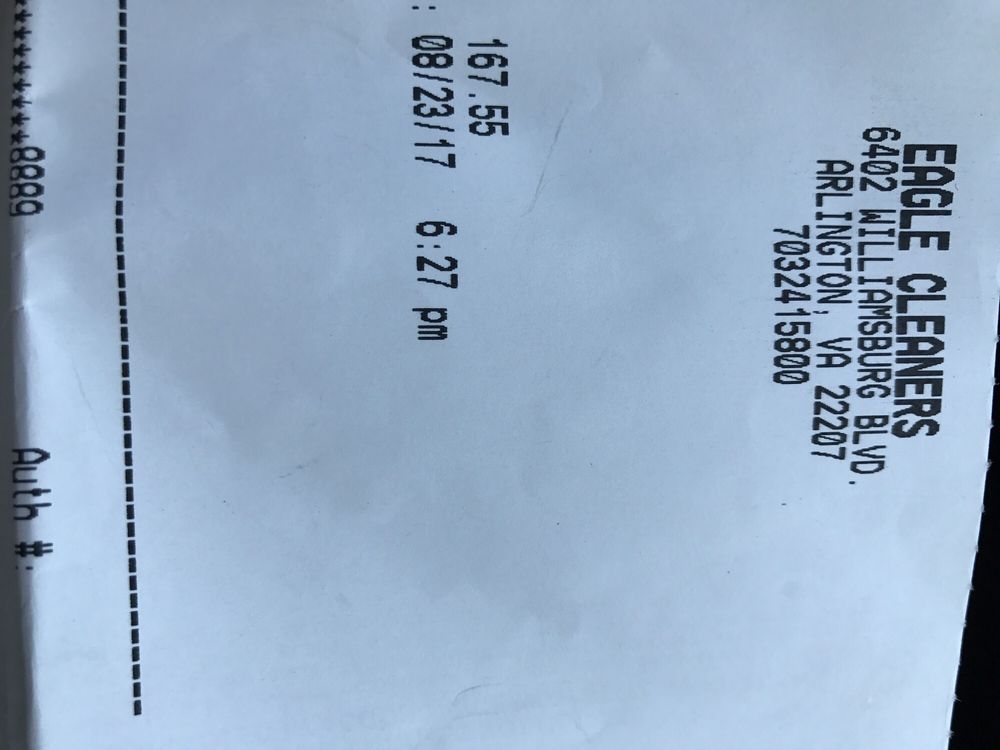 EAGLE CLEANERS
6402 WILLIAMSBURG BLVD.
ARLINGTON, VA 22207
7032415800
167.55
: 08/23/17 6:27 pm
--------------------------------
************8889 Auth #: